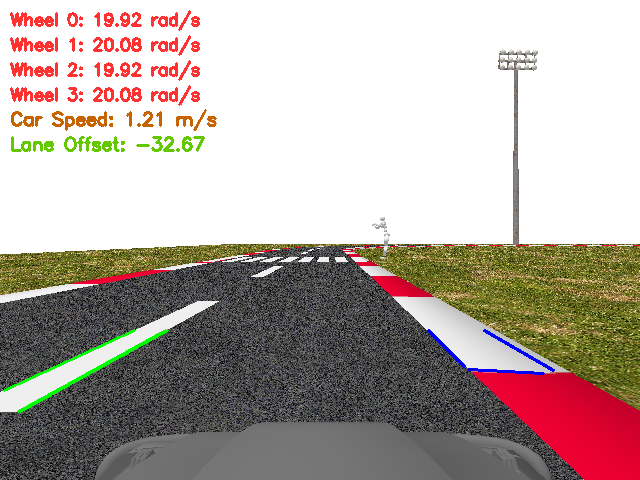 Wheel 0: 19.92 rad/s
Wheel 1: 20.08 rad/s
Wheel 2: 19.92 rad/s
Wheel 3: 20.08 rad/s
Car Speed: 1.21 m/s
Lane Offset: -32.67